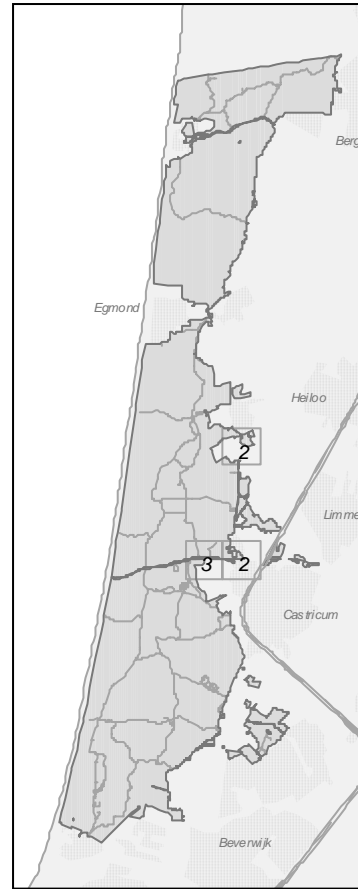 Berg
Egmond
Heiloo
2
Limme
3 2
Castricum
Beverwijk